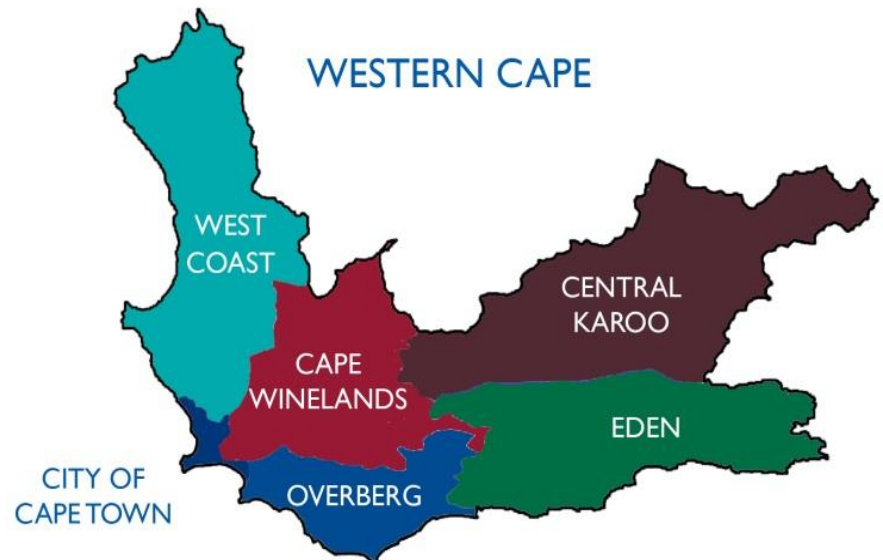 WESTERN CAPE
WEST
COAST
CENTRAL
KAROO
CAPE
WINELANDS
EDEN
CITY OF
CAPE TOWN
OVERBERG